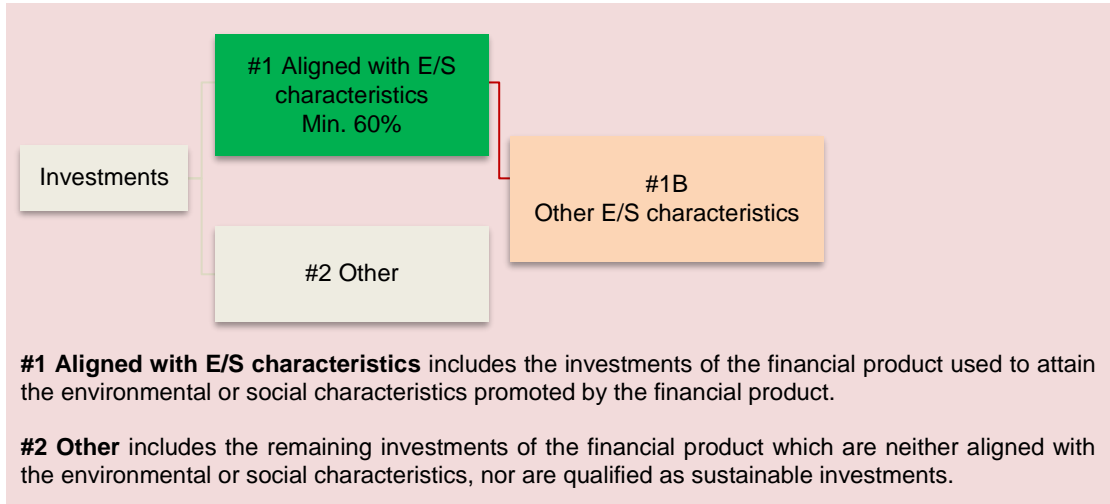 #1 Aligned with E/S
characteristics
Min. 60%
Investments
#1B
Other E/S characteristics
#2 Other
#1 Aligned with E/S characteristics includes the investments of the financial product used to attain
the environmental or social characteristics promoted by the financial product.
#2 Other includes the remaining investments of the financial product which are neither aligned with
the environmental or social characteristics, nor are qualified as sustainable investments.